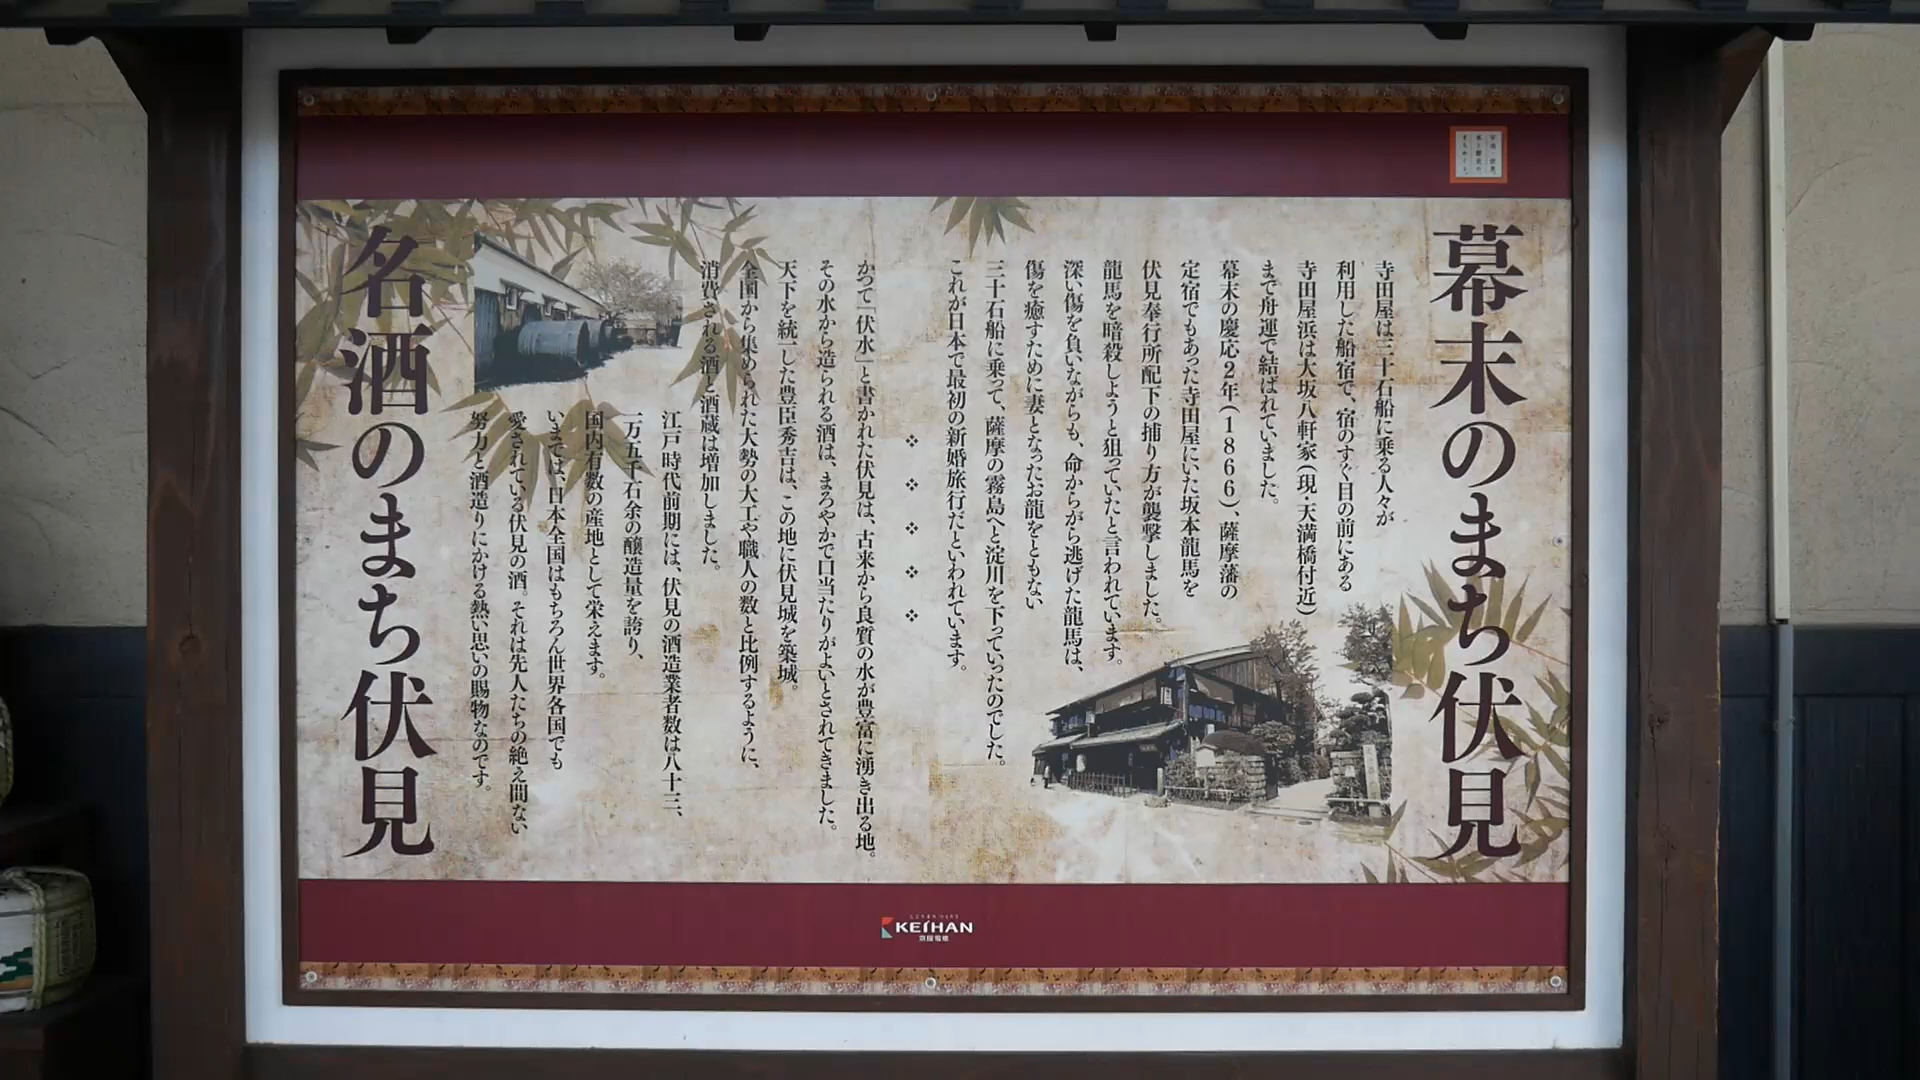 幕末のまち伏見
寺田屋は三十石船に乗る人々が
利用した船宿で、宿のすぐ目の前にある
寺田屋浜は大坂八軒家(現・天満橋付近)
まで舟運で結ばれていました。
幕末の慶応2年(1866)、薩摩藩の
定宿でもあった寺田屋にいた坂本龍馬を
伏見奉行所配下の捕り方が襲撃しました。
龍馬を暗殺しようと狙っていたと言われています。
深い傷を負いながらも、命からがら逃げた龍馬は、
傷を癒すために妻となったお龍をともない
三十石船に乗って、薩摩の霧島へと淀川を下っていったのでした。
これが日本で最初の新婚旅行だといわれています。
かつて「伏水」と書かれた伏見は、古来から良質の水が豊富に湧き出る地。
その水から造られる酒は、まろやかで口当たりがよいとされてきました。
天下を統一した豊臣秀吉は、この地に伏見城を築城。
全国から集められた大勢の大工や職人の数と比例するように、
消費される酒と酒蔵は増加しました。
江戸時代前期には、伏見の酒造業者数は八十三、
一万五千石余の醸造量を誇り、
国内有数の産地として栄えます。
いまでは、日本全国はもちろん世界各国でも
愛されている伏見の酒。それは先人たちの絶え間ない
努力と酒造りにかける熱い思いの賜物なのです。
名酒のまち伏見
KEIHAN
京阪電車